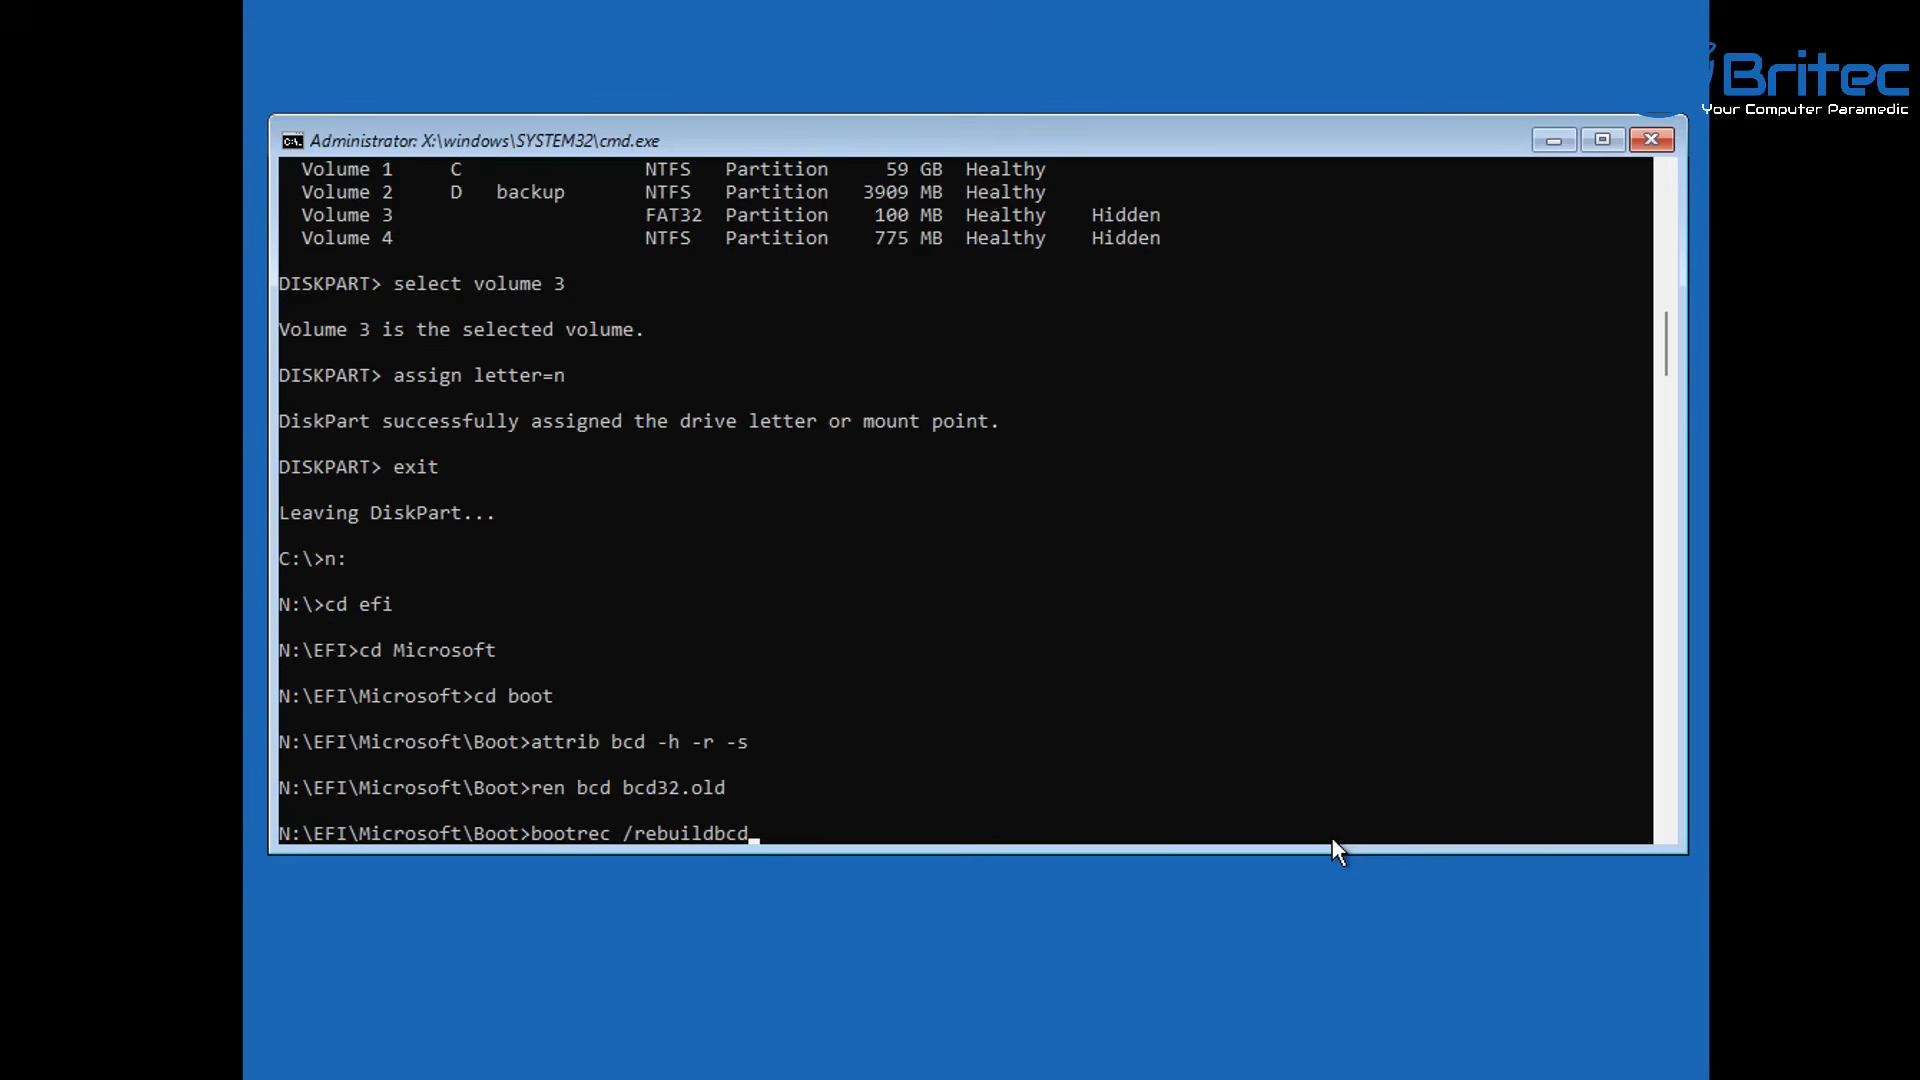 Britec
Your Computer Paramedic
Administrator: X:\windows\SYSTEM32\cmd.exe
Volume 1 C NTFS Partition 59 GB Healthy
Volume 2 D backup NTFS Partition 3909 MB Healthy
Volume 3 FAT32 Partition 100 MB Healthy Hidden
Volume 4 NTFS Partition 775 MB Healthy Hidden
DISKPART> select volume 3
Volume 3 is the selected volume.
DISKPART> assign letter=n
DiskPart successfully assigned the drive letter or mount point.
DISKPART> exit
Leaving DiskPart...
C:\>n:
N:\>cd efi
N:\EFI>cd Microsoft
N:\EFI\Microsoft>cd boot
N:\EFI\Microsoft\Boot>attrib bcd -h -r -s
N:\EFI\Microsoft\Boot>ren bcd bcd32.old
N:\EFI\Microsoft\Boot>bootrec /rebuildbcd